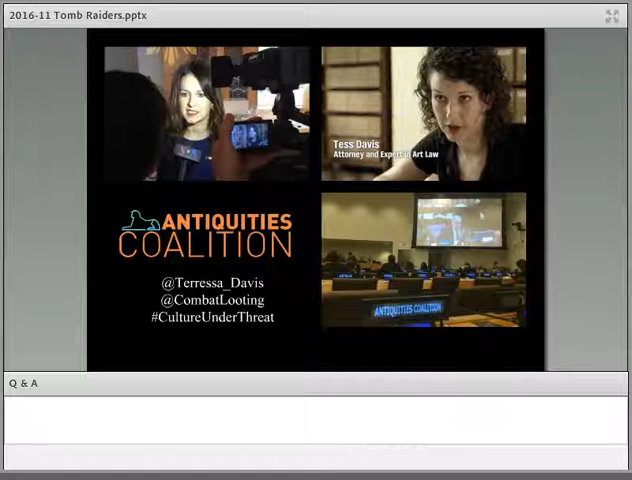 2016-11 Tomb Raiders.pptx
Tess Davis
Attorney and Expert in Art Law
ANTIQUITIES
COALITION
@Terressa_Davis
@CombatLooting
#CultureUnderThreat
ANTIQUITIES COALITION
Q & A